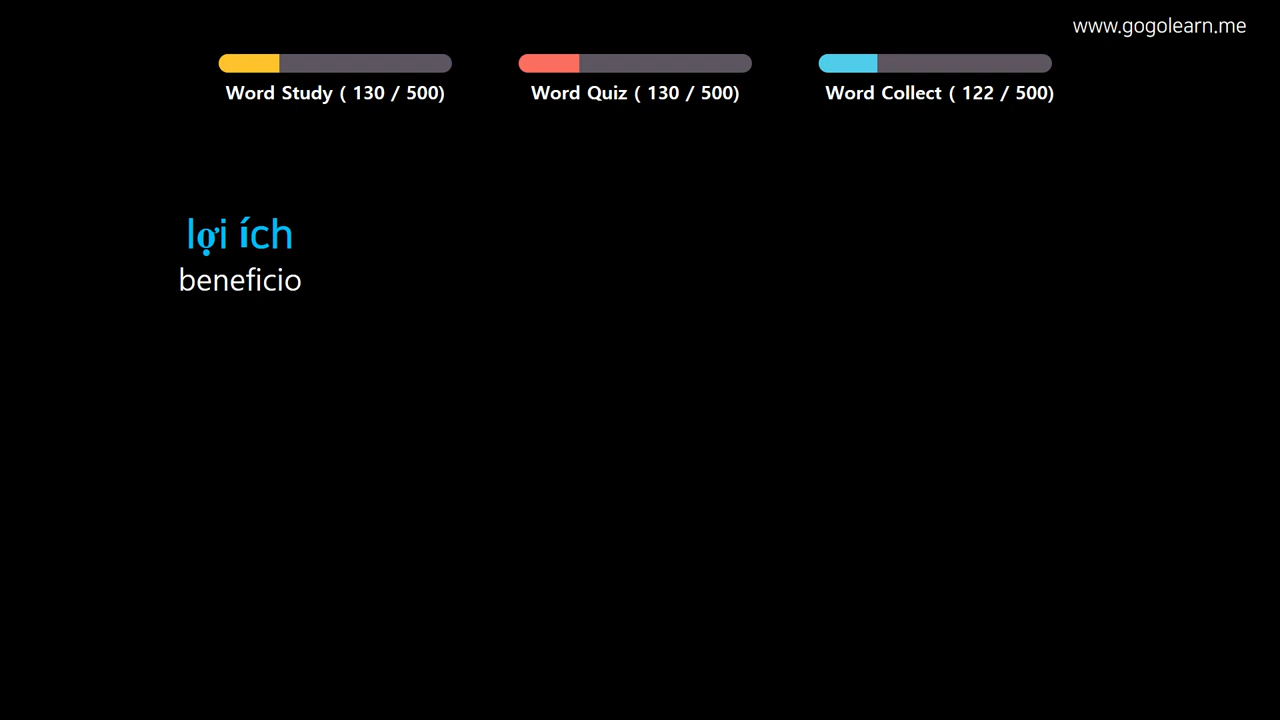 www.gogolearn.me
Word Study ( 130 / 500)
Word Quiz ( 130 / 500)
Word Collect ( 122 / 500)
lợi ích
beneficio